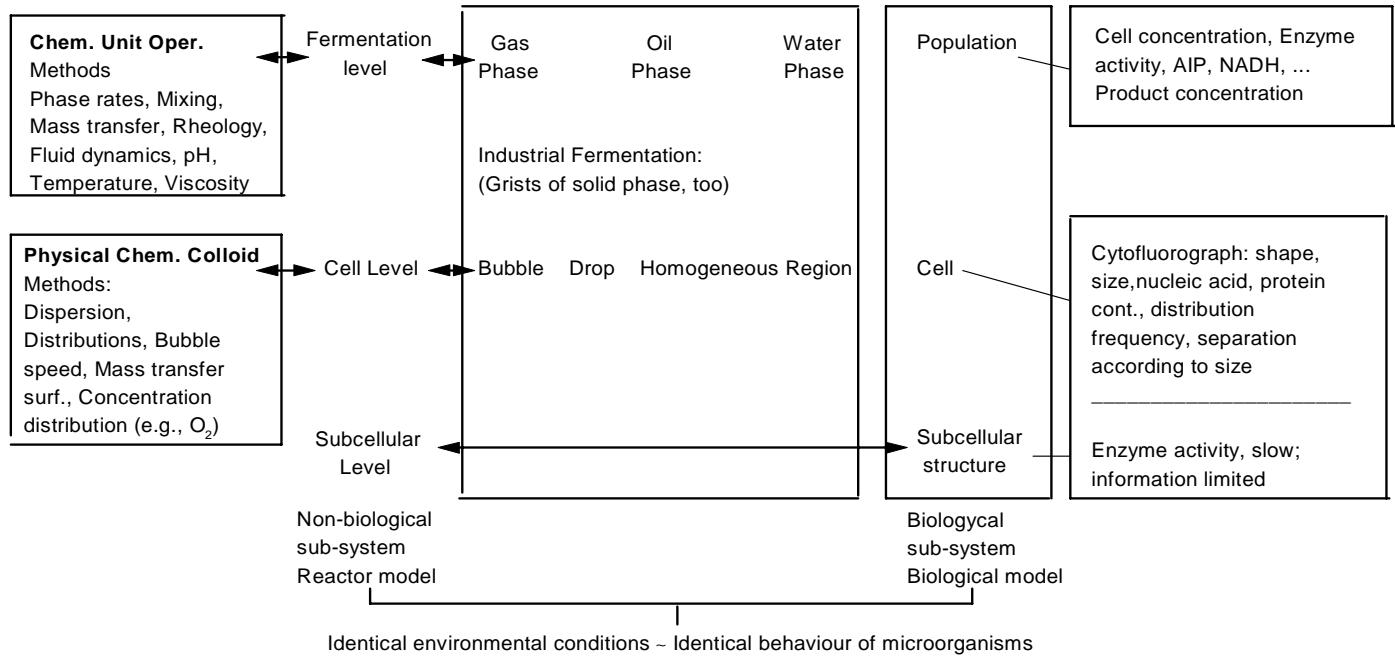 Chem. Unit Oper.
Methods
Phase rates, Mixing,
Mass transfer, Rheology,
Fluid dynamics, pH,
Temperature, Viscosity
Fermentation
level
Gas
Phase
Oil
Phase
Water
Phase
Industrial Fermentation:
(Grists of solid phase, too)
Population
Cell concentration, Enzyme
activity, AIP, NADH, ...
Product concentration
Physical Chem. Colloid
Methods:
Dispersion,
Distributions, Bubble
speed, Mass transfer
surf., Concentration
distribution (e.g., O2)
Cell Level
Bubble Drop Homogeneous Region
Cell
Cytofluorograph: shape,
size,nucleic acid, protein
cont., distribution
frequency, separation
according to size
Subcellular
Level
Subcellular
structure
Enzyme activity, slow;
information limited
Non-biological
sub-system
Reactor model
Biologycal
sub-system
Biological model
Identical environmental conditions ~ Identical behaviour of microorganisms